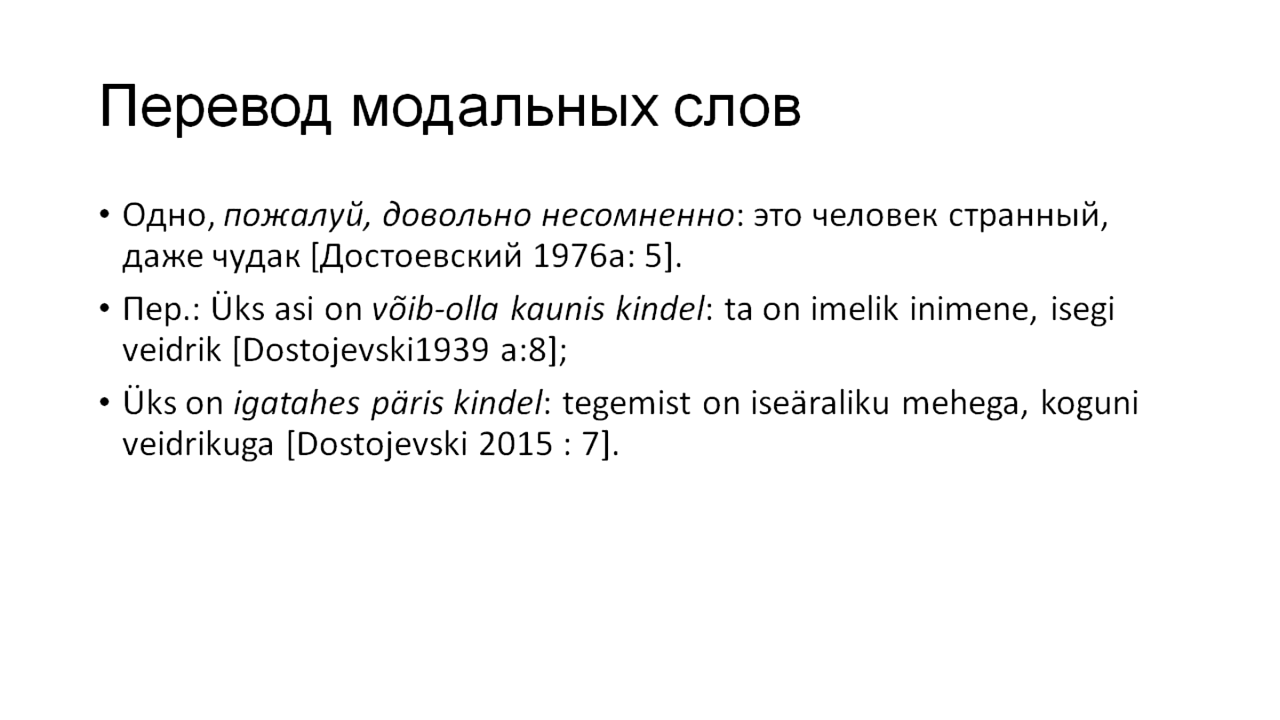 Перевод модальных слов
• Одно, пожалуй, довольно несомненно: это человек странный,
даже чудак [Достоевский 1976а: 5].
• Пер.: Üks asi on võib-olla kaunis kindel: ta on imelik inimene, isegi
veidrik [Dostojevski1939 a:8];
• Üks on igatahes päris kindel: tegemist on iseäraliku mehega, koguni
veidrikuga [Dostojevski 2015 : 7].